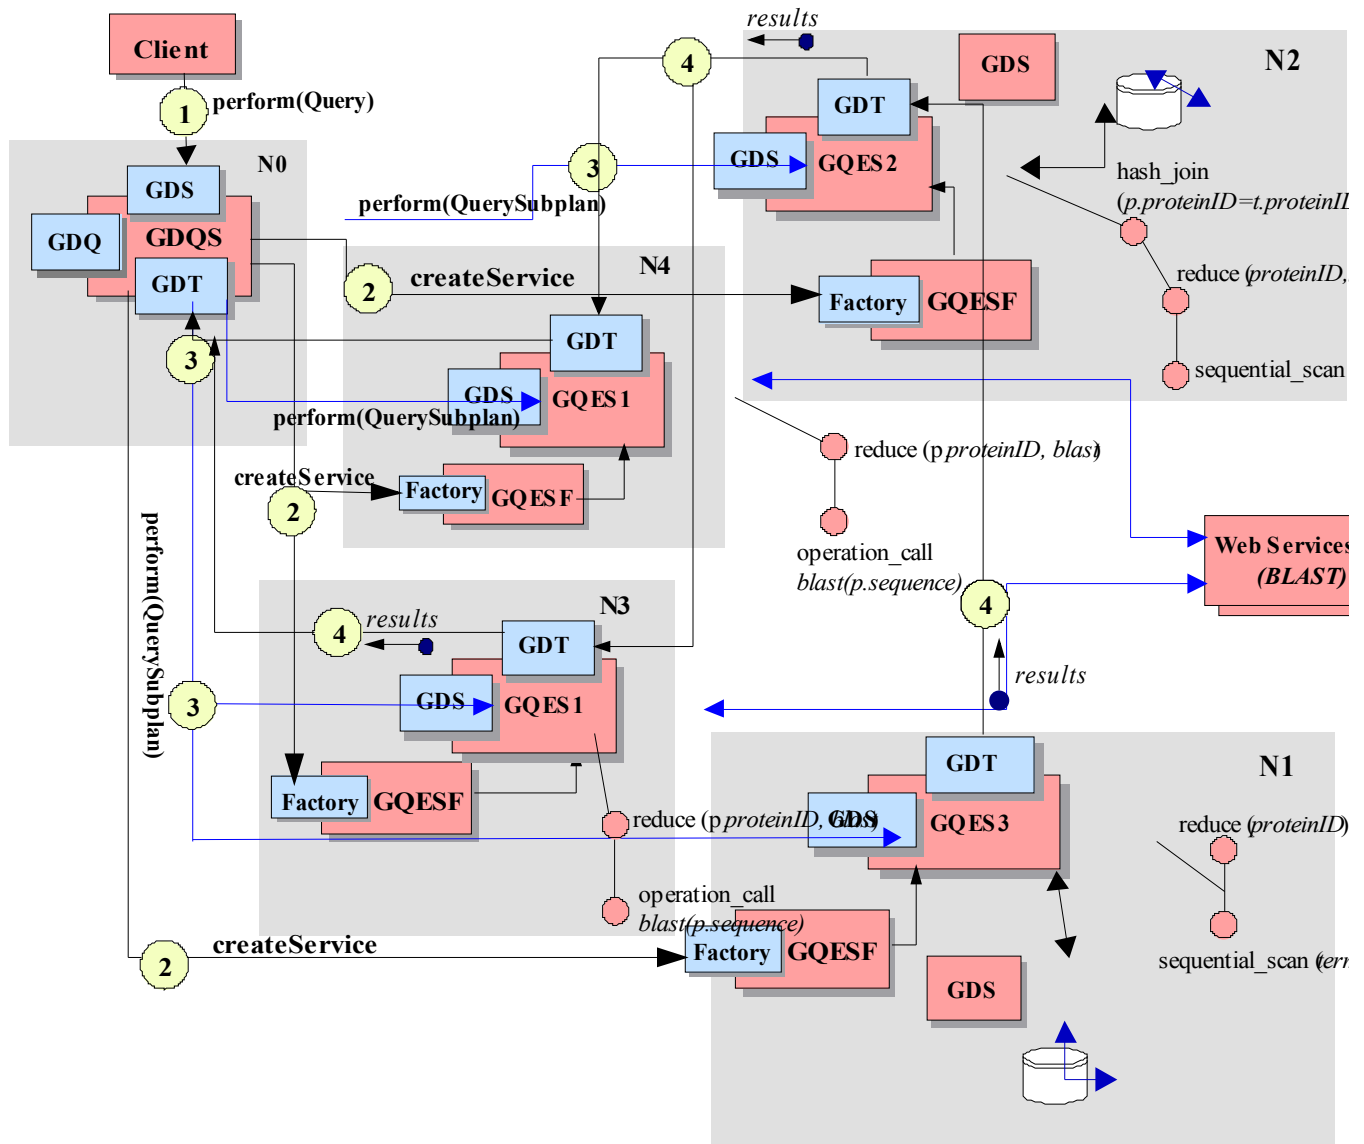 results
Client
4
GDS
N2
1
perform(Query)
GDT
N0
GDS
GDS
3
GQES2
hash_join
(p.proteinID=t.proteinID
perform(QuerySubplan)
GDQ
GDQS
GDT
N4
createService
2
Factory
GQESF
reduce (proteinID,
3
GDT
sequential_scan
GDS
GQES1
perform(QuerySubplan)
reduce (p proteinID, blast)
createService
Factory
GQESF
2
operation_call
blast(p.sequence)
Web Services
(BLAST)
perform(QuerySubplan)
N3
4
results
GDT
4
results
3
GDS
GQES1
GDT
N1
Factory
GQESF
reduce (p proteinID, blast)
GDS
GQES3
reduce (proteinID)
operation_call
blast(p.sequence)
createService
2
Factory
GQESF
sequential_scan (tern
GDS